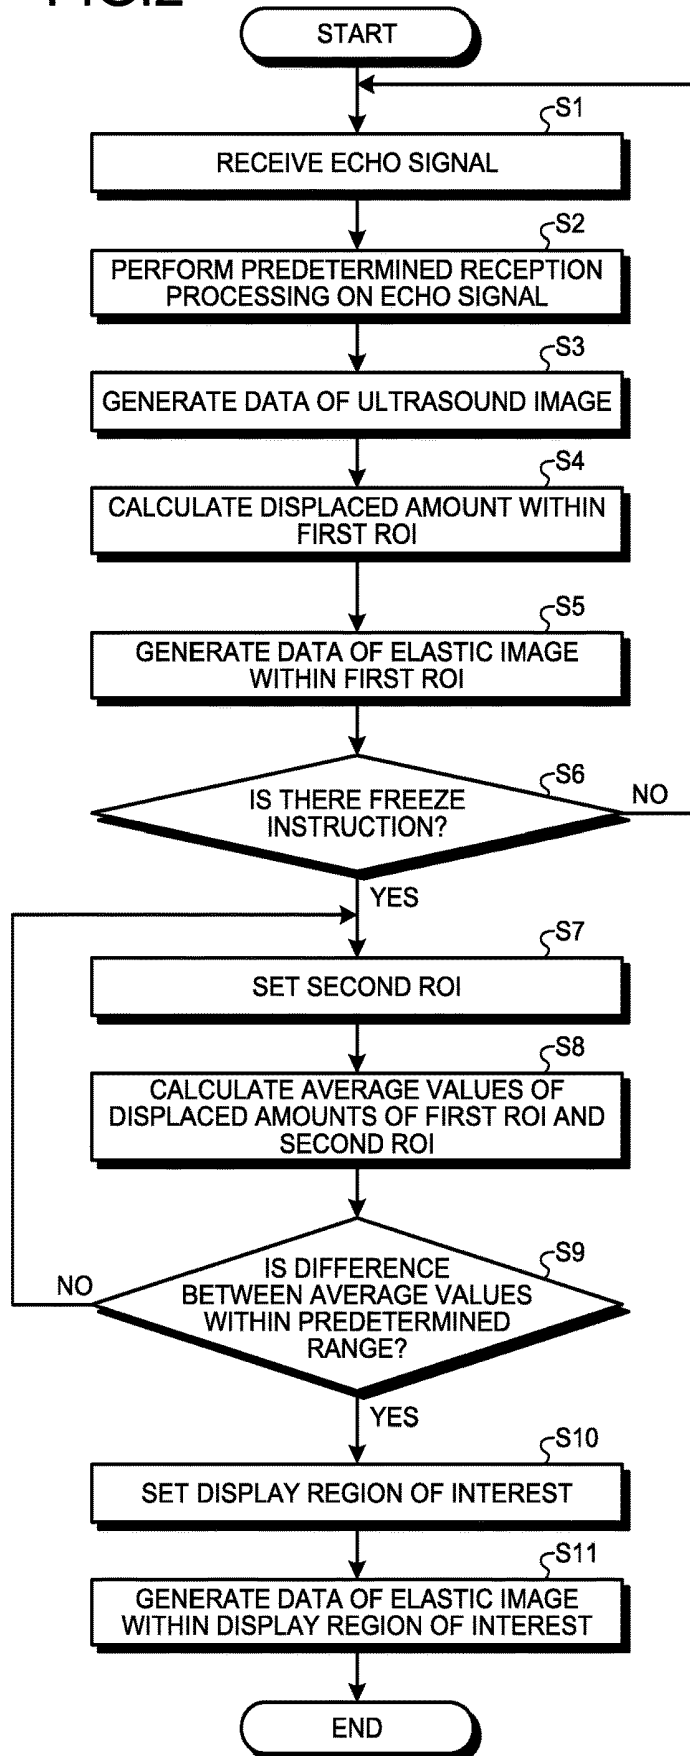 FIG.2
START
S1
RECEIVE ECHO SIGNAL
S2
PERFORM PREDETERMINED RECEPTION
PROCESSING ON ECHO SIGNAL
S3
GENERATE DATA OF ULTRASOUND IMAGE
S4
CALCULATE DISPLACED AMOUNT WITHIN
FIRST ROI
S5
GENERATE DATA OF ELASTIC IMAGE
WITHIN FIRST ROI
S6
IS THERE FREEZE
INSTRUCTION?
NO
YES
S7
SET SECOND ROI
S8
CALCULATE AVERAGE VALUES OF
DISPLACED AMOUNTS OF FIRST ROI AND
SECOND ROI
S9
IS DIFFERENCE
BETWEEN AVERAGE VALUES
WITHIN PREDETERMINED
RANGE?
NO
YES
S10
SET DISPLAY REGION OF INTEREST
S11
GENERATE DATA OF ELASTIC IMAGE
WITHIN DISPLAY REGION OF INTEREST
END